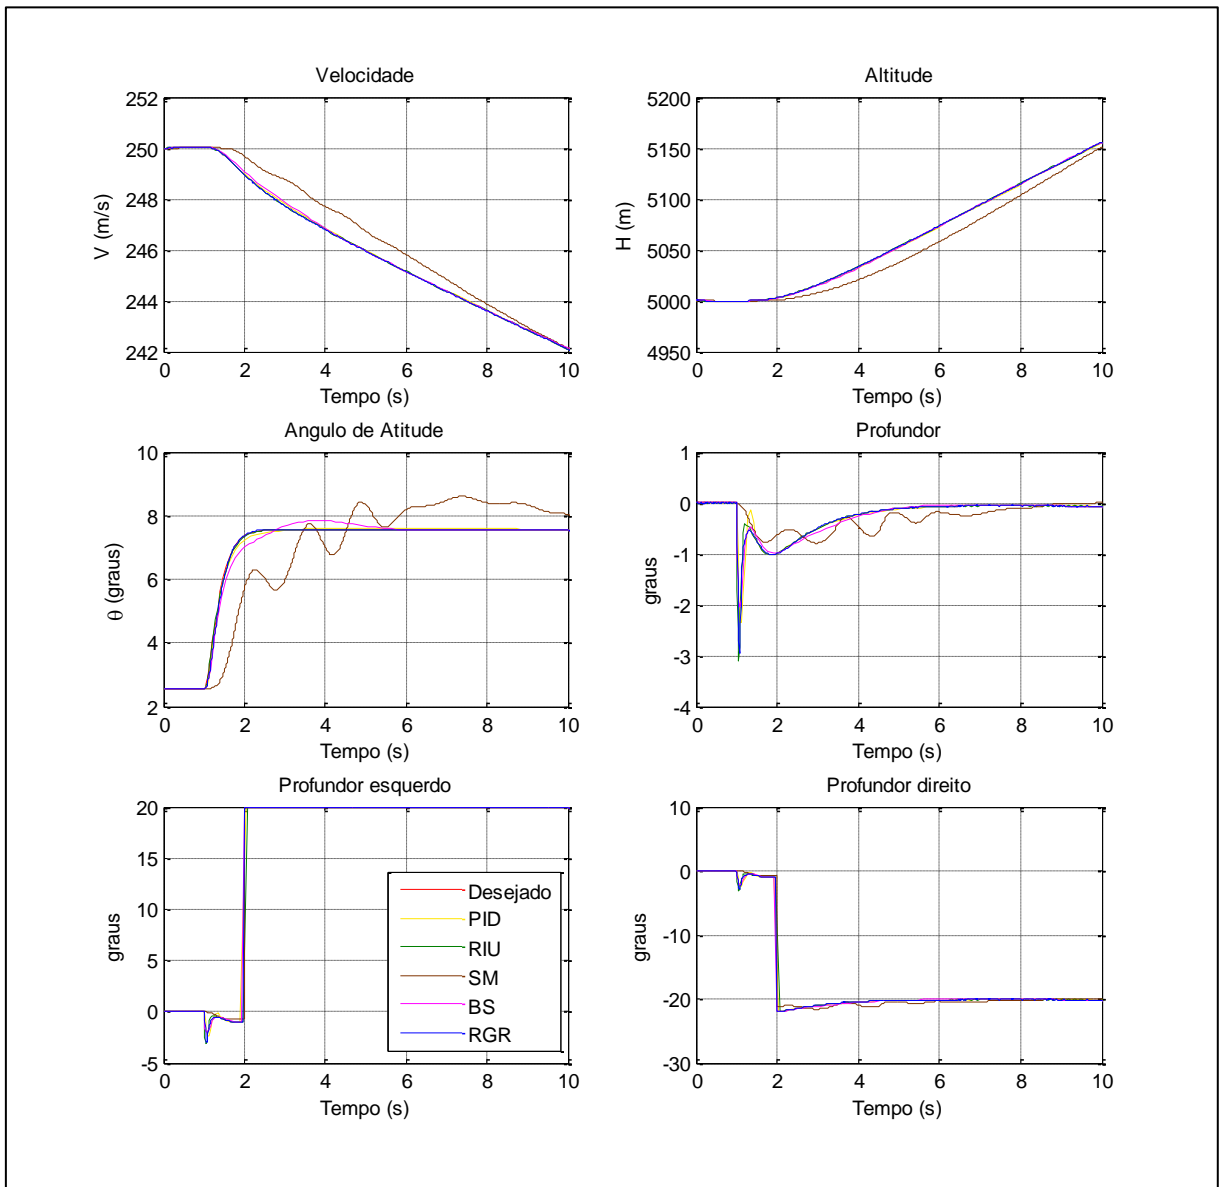 Velocidade
252
250
248
246
244
242
V (m/s)
0 2 4 6 8 10
Tempo (s)
Altitude
5200
5150
5100
5050
5000
4950
H (m)
0 2 4 6 8 10
Tempo (s)
Angulo de Atitude
10
8
6
4
2
θ (graus)
0 2 4 6 8 10
Tempo (s)
Profundor
1
0
-1
-2
-3
-4
graus
0 2 4 6 8 10
Tempo (s)
Profundor esquerdo
20
15
10
5
0
-5
graus
0 2 4 6 8 10
Tempo (s)
Desejado
PID
RIU
SM
BS
RGR
Profundor direito
10
0
-10
-20
-30
graus
0 2 4 6 8 10
Tempo (s)